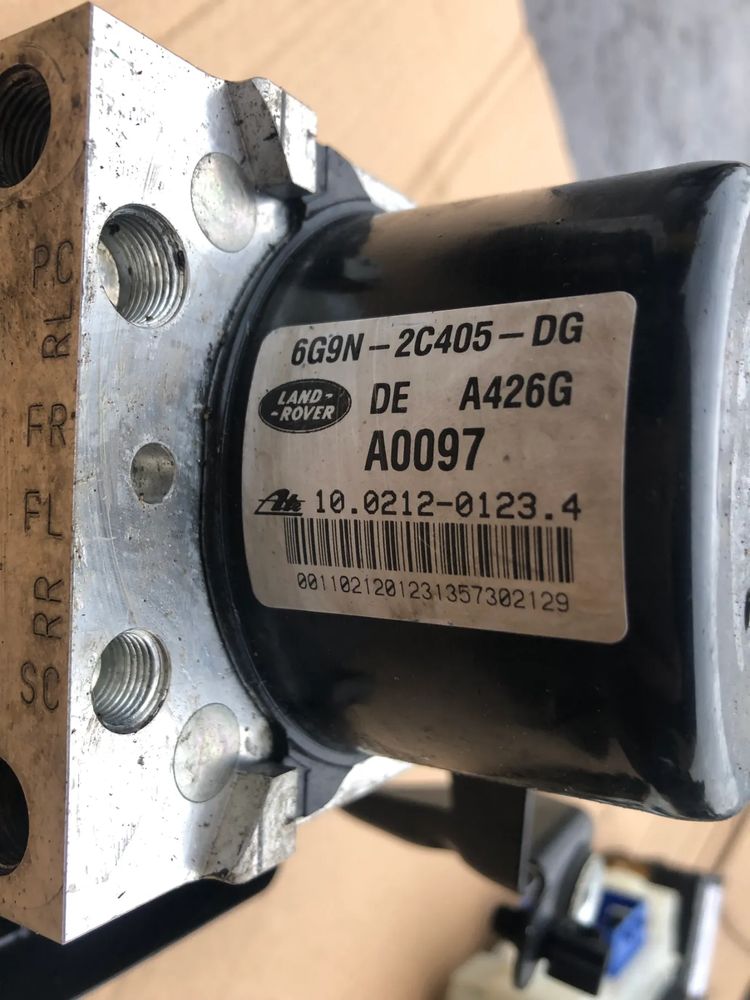 PC
RL
FR
FL
RR
SC
6G9N-2C405-DG
LAND-
-ROVER
DE A426G
A0097
Ate 10.0212-0123.4
0011021201231357302129